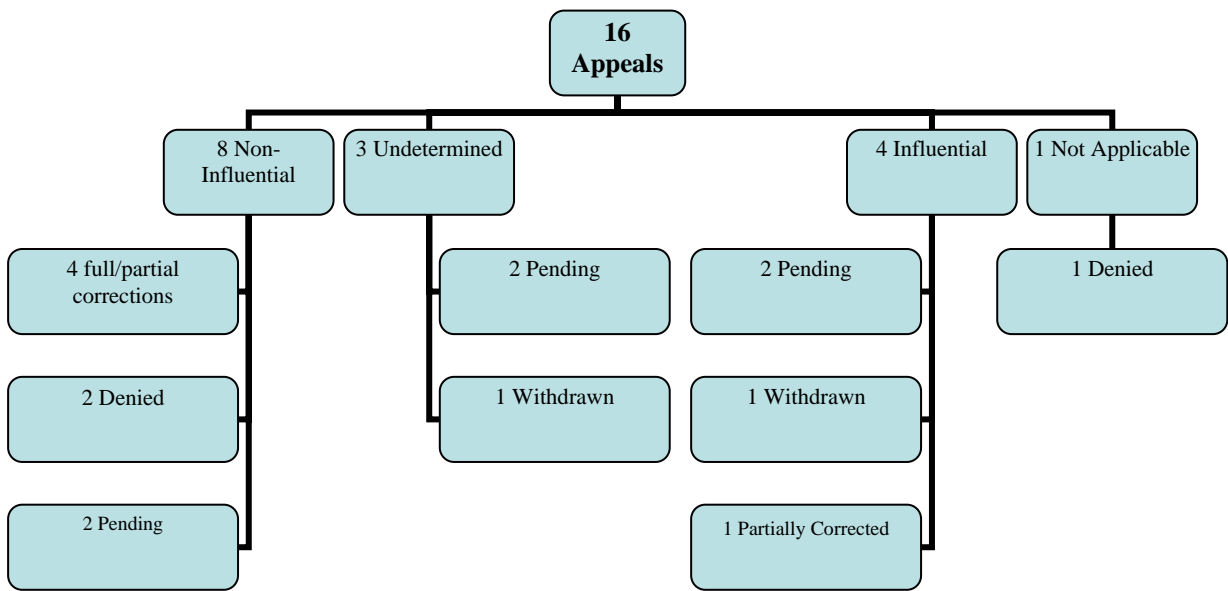 16
Appeals
8 Non-
Influential
3 Undetermined
4 Influential
1 Not Applicable
4 full/partial
corrections
2 Pending
2 Pending
1 Denied
2 Denied
1 Withdrawn
1 Withdrawn
2 Pending
1 Partially Corrected